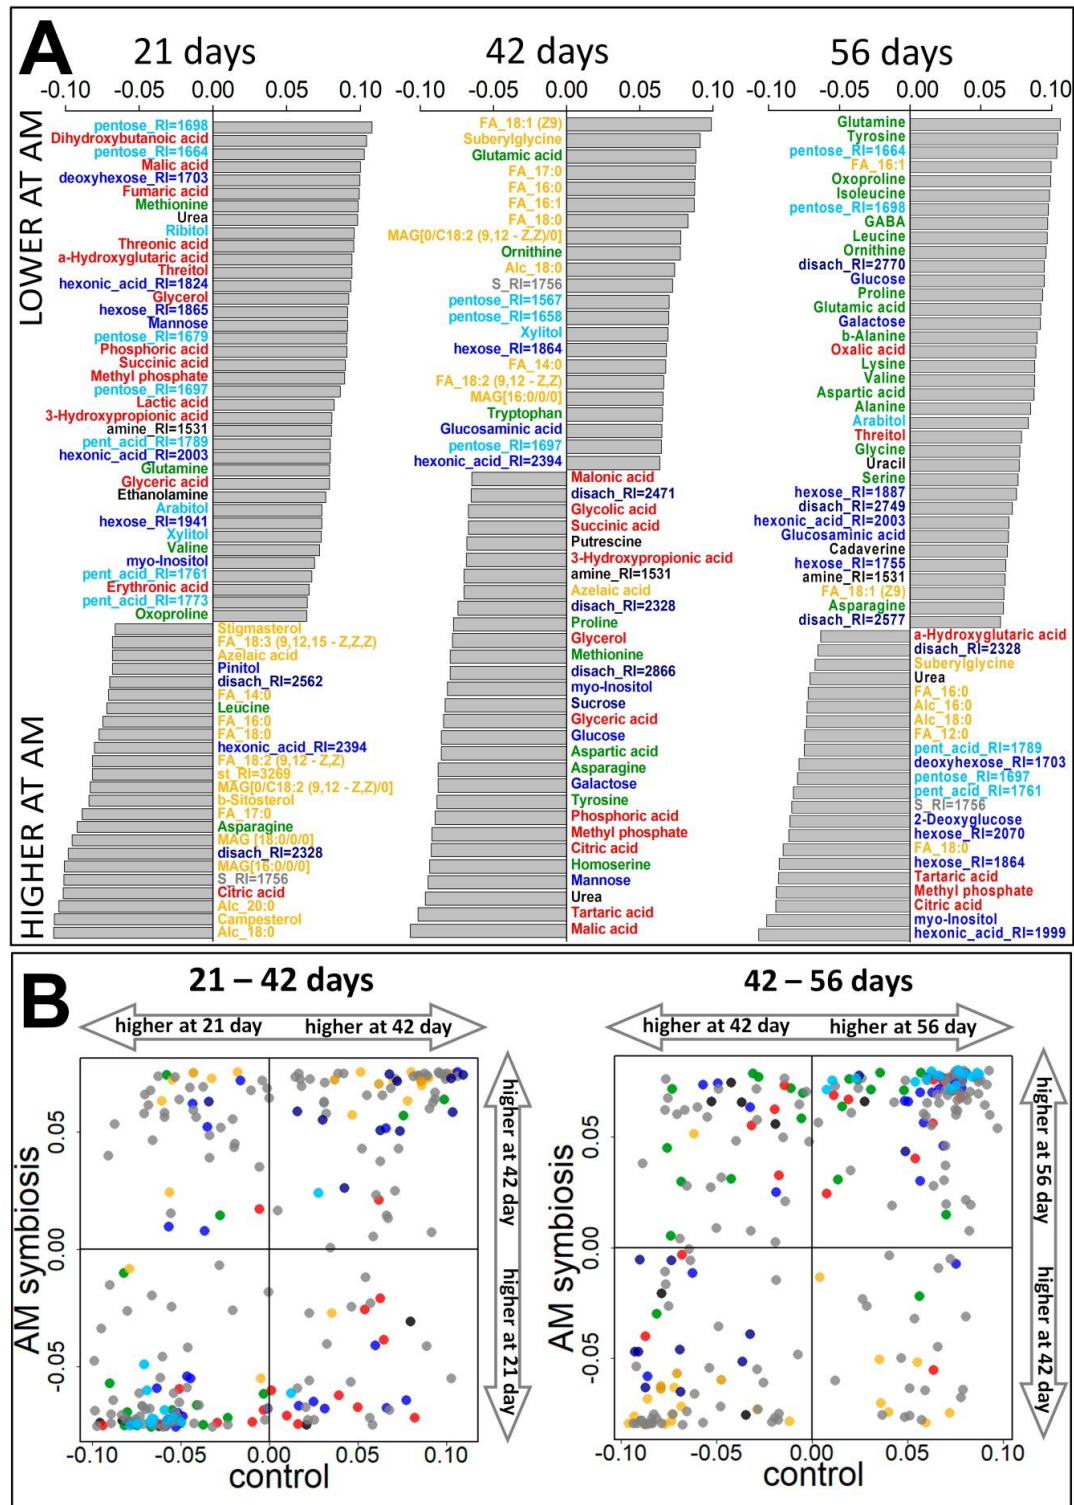 A
21 days
42 days
56 days
-0.10 -0.05 0.00 0.05 0.10
-0.10 -0.05 0.00 0.05 0.10
-0.10 -0.05 0.00 0.05 0.10
LOWER AT AM
HIGHER AT AM
pentose_RI=1698
Dihydroxybutanoic acid
pentose_RI=1664
Malic acid
deoxyhexose_RI=1703
Fumaric acid
Methionine
Urea
Ribitol
Threonic acid
a-Hydroxyglutaric acid
Threitol
hexonic_acid_RI=1824
Glycerol
hexose_RI=1865
Mannose
pentose_RI=1679
Phosphoric acid
Succinic acid
Methyl phosphate
pentose_RI=1697
Lactic acid
3-Hydroxypropionic acid
amine_RI=1531
pent_acid_RI=1789
hexonic_acid_RI=2003
Glutamine
Glyceric acid
Ethanolamine
Arabitol
hexose_RI=1941
Xylitol
Valine
myo-Inositol
pent_acid_RI=1761
Erythronic acid
pent_acid_RI=1773
Oxoproline
Stigmasterol
FA_18:3 (9,12,15 - Z,Z,Z)
Azelaic acid
Pinitol
disach_RI=2562
FA_14:0
Leucine
FA_16:0
FA_18:0
hexonic_acid_RI=2394
FA_18:2 (9,12 - Z,Z)
st_RI=3269
MAG[0/C18:2 (9,12 - Z,Z)/0]
b-Sitosterol
FA_17:0
Asparagine
MAG [18:0/0/0]
disach_RI=2328
MAG[16:0/0/0]
S_RI=1756
Citric acid
Alc_20:0
Campesterol
Alc_18:0
FA_18:1 (Z9)
Suberylglycine
Glutamic acid
FA_17:0
FA_16:0
FA_16:1
FA_18:0
MAG[0/C18:2 (9,12 - Z,Z)/0]
Ornithine
Alc_18:0
S_RI=1756
pentose_RI=1567
pentose_RI=1658
Xylitol
hexose_RI=1864
FA_14:0
FA_18:2 (9,12 - Z,Z)
MAG[16:0/0/0]
Tryptophan
Glucosaminic acid
pentose_RI=1697
hexonic_acid_RI=2394
Malonic acid
disach_RI=2471
Glycolic acid
Succinic acid
Putrescine
3-Hydroxypropionic acid
amine_RI=1531
Azelaic acid
disach_RI=2328
Proline
Glycerol
Methionine
disach_RI=2866
myo-Inositol
Sucrose
Glyceric acid
Glucose
Aspartic acid
Asparagine
Galactose
Tyrosine
Phosphoric acid
Methyl phosphate
Citric acid
Homoserine
Mannose
Urea
Tartaric acid
Malic acid
Glutamine
Tyrosine
pentose_RI=1664
FA_16:1
Oxoproline
Isoleucine
pentose_RI=1698
GABA
Leucine
Ornithine
disach_RI=2770
Glucose
Proline
Glutamic acid
Galactose
b-Alanine
Oxalic acid
Lysine
Valine
Aspartic acid
Alanine
Arabitol
Threitol
Glycine
Uracil
Serine
hexose_RI=1887
disach_RI=2749
hexonic_acid_RI=2003
Glucosaminic acid
Cadaverine
hexose_RI=1755
amine_RI=1531
FA_18:1 (Z9)
Asparagine
disach_RI=2577
a-Hydroxyglutaric acid
disach_RI=2328
Suberylglycine
Urea
FA_16:0
Alc_16:0
Alc_18:0
FA_12:0
pent_acid_RI=1789
deoxyhexose_RI=1703
pentose_RI=1697
pent_acid_RI=1761
S_RI=1756
2-Deoxyglucose
hexose_RI=2070
FA_18:0
hexose_RI=1864
Tartaric acid
Methyl phosphate
Citric acid
myo-Inositol
hexonic_acid_RI=1999
B
21 – 42 days
higher at 21 day higher at 42 day
AM symbiosis
0.05
0.00
-0.05
higher at 42 day
higher at 21 day
-0.10 -0.05 0.00 0.05 0.10
control
42 – 56 days
higher at 42 day higher at 56 day
AM symbiosis
0.05
0.00
-0.05
higher at 56 day
higher at 42 day
-0.10 -0.05 0.00 0.05 0.10
control